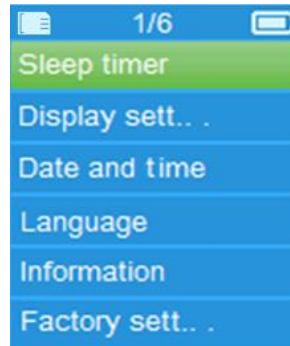 1/6
Sleep timer
Display sett.. .
Date and time
Language
Information
Factory sett.. .